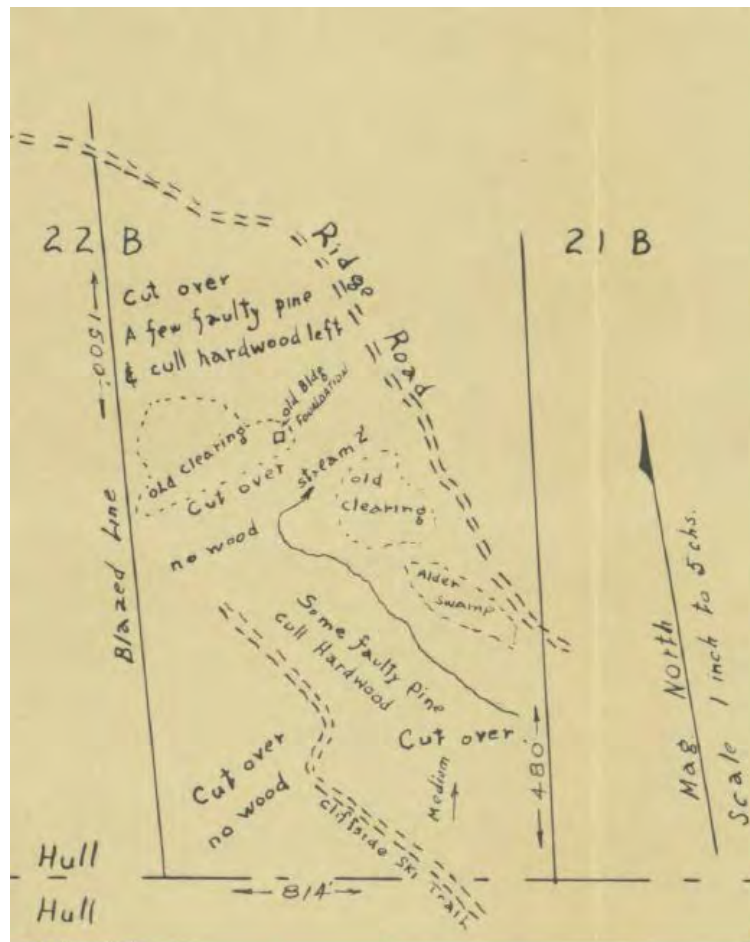 22 B
21 B
Ridge
Road
Cut over
A few faulty pine
& cull hardwood left
1500'
old Bldg
FOUNDATION
old clearing
Cut over
stream 2'
old
clearing
no wood
Blazed Line
Alder
swamp
Some faulty pine
cull Hardwood
Cut over
Cut over
no wood
Medium
480'
Cliffside Ski Trail
Mag North
Scale 1 inch to 5 chs.
Hull
814'
Hull